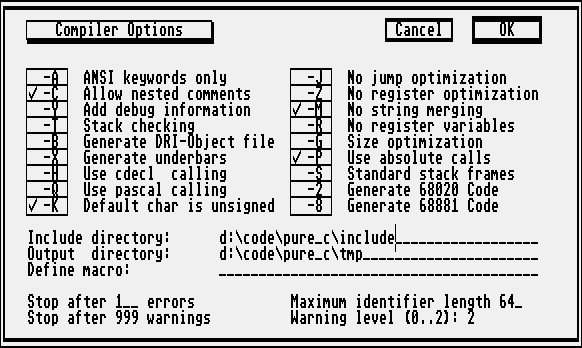 Compiler Options Cancel OK
-A ANSI keywords only -J No jump optimization
✓ -C Allow nested comments -Z No register optimization
-Y Add debug information ✓ -M No string merging
-T Stack checking -R No register variables
-B Generate DRI-Object file -G Size optimization
-X Generate underbars ✓ -P Use absolute calls
-H Use cdecl calling -S Standard stack frames
-Q Use pascal calling -2 Generate 68020 Code
✓ -K Default char is unsigned -8 Generate 68881 Code
Include directory: d:\code\pure_c\include
Output directory: d:\code\pure_c\tmp
Define macro:
Stop after 1__ errors Maximum identifier length 64_
Stop after 999 warnings Warning level (0..2): 2